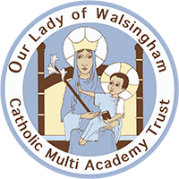 Our Lady of Walsingham
Catholic Multi Academy Trust